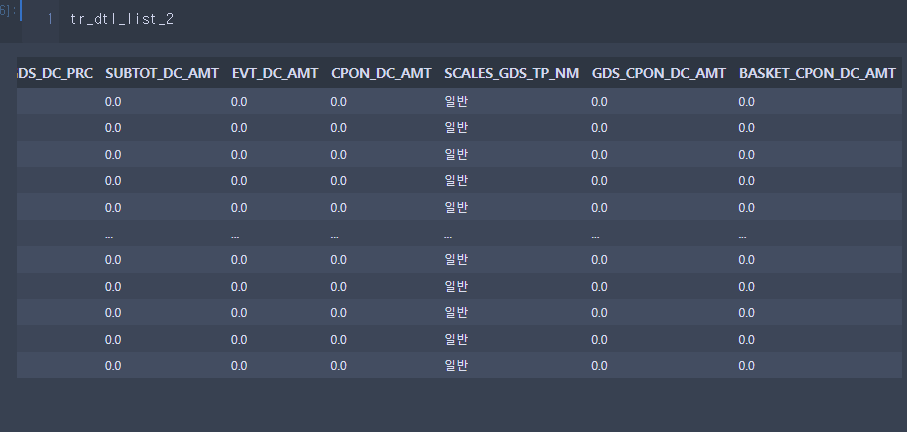 6]: 1 tr_dtl_list_2
GDS_DC_PRC SUBTOT_DC_AMT EVT_DC_AMT CPON_DC_AMT SCALES_GDS_TP_NM GDS_CPON_DC_AMT BASKET_CPON_DC_AMT
0.0 0.0 0.0 일반 0.0 0.0
0.0 0.0 0.0 일반 0.0 0.0
0.0 0.0 0.0 일반 0.0 0.0
0.0 0.0 0.0 일반 0.0 0.0
0.0 0.0 0.0 일반 0.0 0.0
... ... ... ... ... ...
0.0 0.0 0.0 일반 0.0 0.0
0.0 0.0 0.0 일반 0.0 0.0
0.0 0.0 0.0 일반 0.0 0.0
0.0 0.0 0.0 일반 0.0 0.0
0.0 0.0 0.0 일반 0.0 0.0